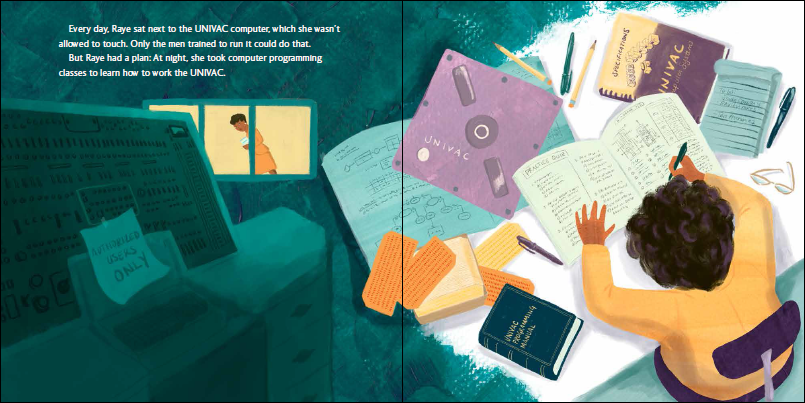 Every day, Raye sat next to the UNIVAC computer, which she wasn't
allowed to touch. Only the men trained to run it could do that.
But Raye had a plan: At night, she took computer programming
classes to learn how to work the UNIVAC.
AUTHORIZED
USERS
ONLY
UNIVAC
PRACTICE GUIDE
SPECIFICATIONS
UNIVAC
UNIVAC
PROGRAMMING
MANUAL